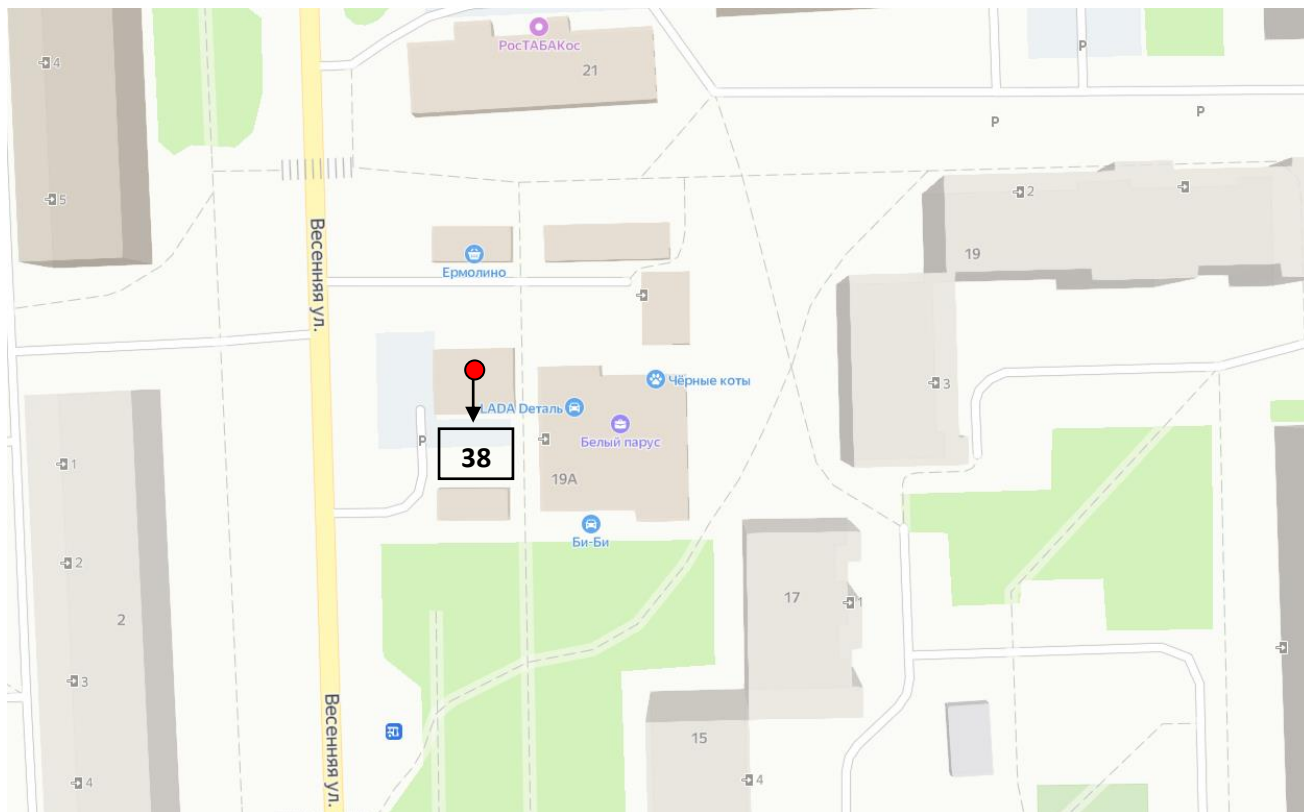 РосТАБАКос
21
4
P
P
P
5
2
Весенняя ул.
19
Ермолино
Чёрные коты
3
LADA Dеталь
P
Белый парус
38
1
19А
Би-Би
2
17
1
2
3
15
Весенняя ул.
4
4